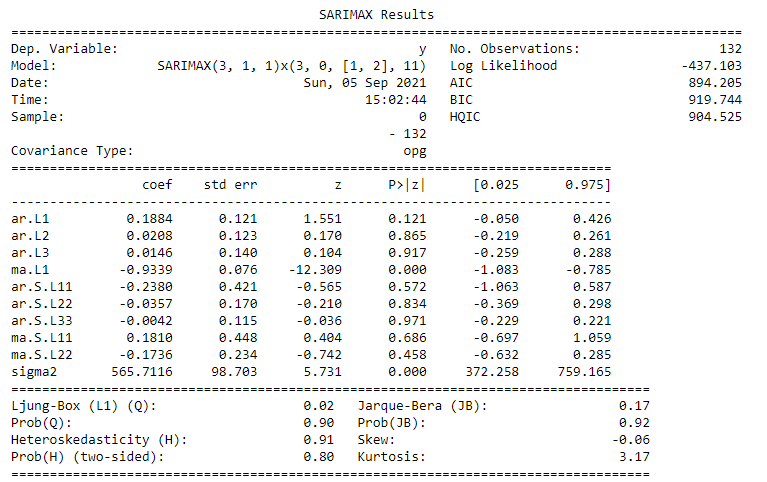 SARIMAX Results
==============================================================================================
Dep. Variable:                                      y   No. Observations:                  132
Model:             SARIMAX(3, 1, 1)x(3, 0, [1, 2], 11)   Log Likelihood                -437.103
Date:                                Sun, 05 Sep 2021   AIC                            894.205
Time:                                        15:02:44   BIC                            919.744
Sample:                                             0   HQIC                           904.525
- 132
Covariance Type:                                  opg
==============================================================================
coef    std err          z      P>|z|      [0.025      0.975]
------------------------------------------------------------------------------
ar.L1          0.1884      0.121      1.551      0.121      -0.050       0.426
ar.L2          0.0208      0.123      0.170      0.865      -0.219       0.261
ar.L3          0.0146      0.140      0.104      0.917      -0.259       0.288
ma.L1         -0.9339      0.076    -12.309      0.000      -1.083      -0.785
ar.S.L11      -0.2380      0.421     -0.565      0.572      -1.063       0.587
ar.S.L22      -0.0357      0.170     -0.210      0.834      -0.369       0.298
ar.S.L33      -0.0042      0.115     -0.036      0.971      -0.229       0.221
ma.S.L11       0.1810      0.448      0.404      0.686      -0.697       1.059
ma.S.L22      -0.1736      0.234     -0.742      0.458      -0.632       0.285
sigma2       565.7116     98.703      5.731      0.000     372.258     759.165
===================================================================================
Ljung-Box (L1) (Q):                   0.02   Jarque-Bera (JB):                 0.17
Prob(Q):                              0.90   Prob(JB):                         0.92
Heteroskedasticity (H):               0.91   Skew:                            -0.06
Prob(H) (two-sided):                  0.80   Kurtosis:                         3.17
===================================================================================